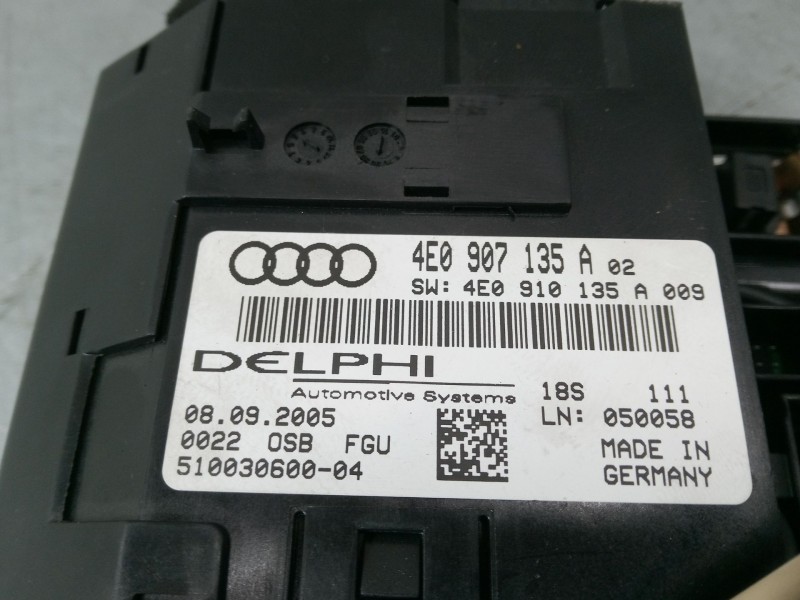 4E0 907 135 A 02
SW: 4E0 910 135 A 009
DELPHI
Automotive Systems
18S 111
08.09.2005
LN: 050058
0022 OSB FGU
MADE IN
510030600-04
GERMANY